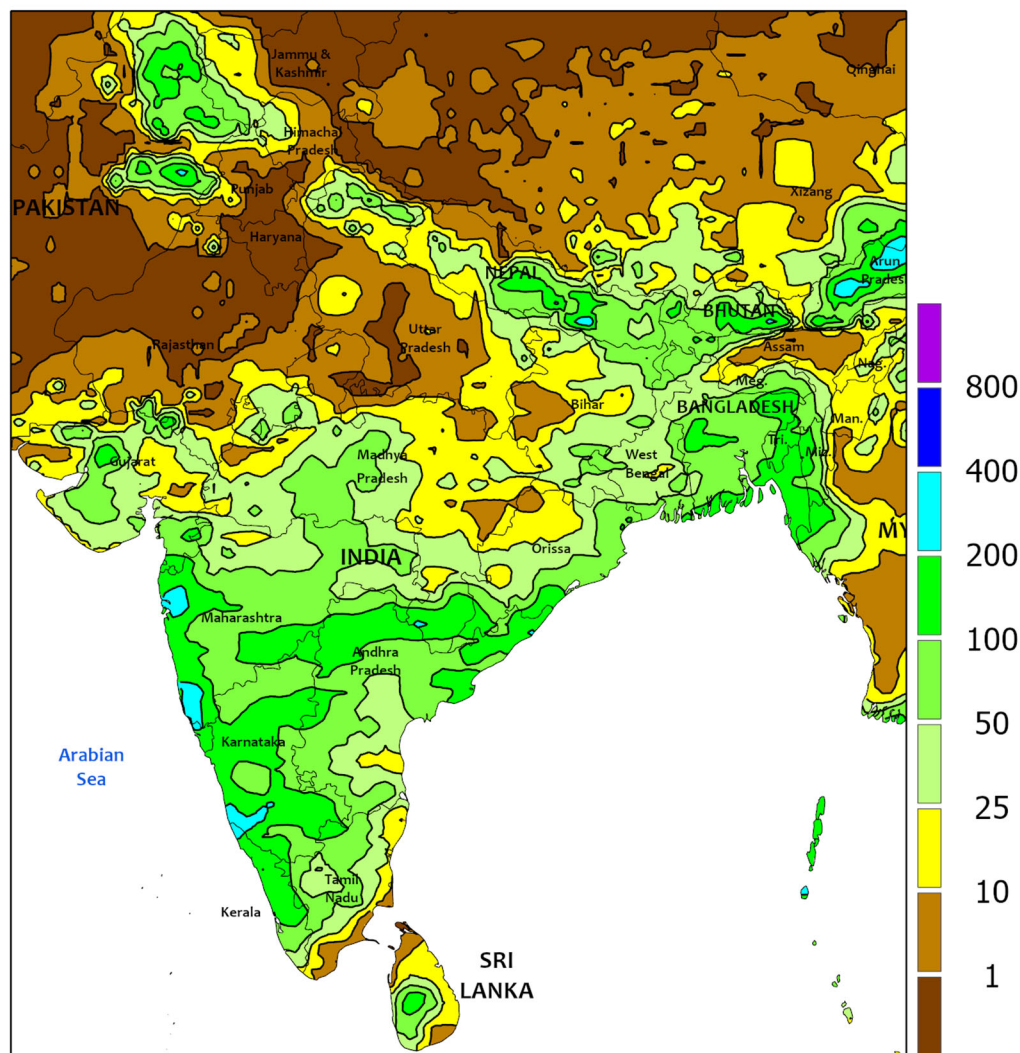 Jammu &
Kashmir
Qinghai
Himachal
Pradesh
Punjab
Xizang
PAKISTAN
Haryana
Arun
Pradesh
NEPAL
BHUTAN
Rajasthan
Uttar
Pradesh
Assam
Nag.
Meg.
800
Bihar
BANGLADESH
Man.
Tri.
Miz.
Gujarat
Madhya
Pradesh
West
Bengal
400
MY
INDIA
Orissa
200
Maharashtra
Andhra
Pradesh
100
Karnataka
50
Arabian
Sea
25
Tamil
Nadu
10
Kerala
SRI
LANKA
1